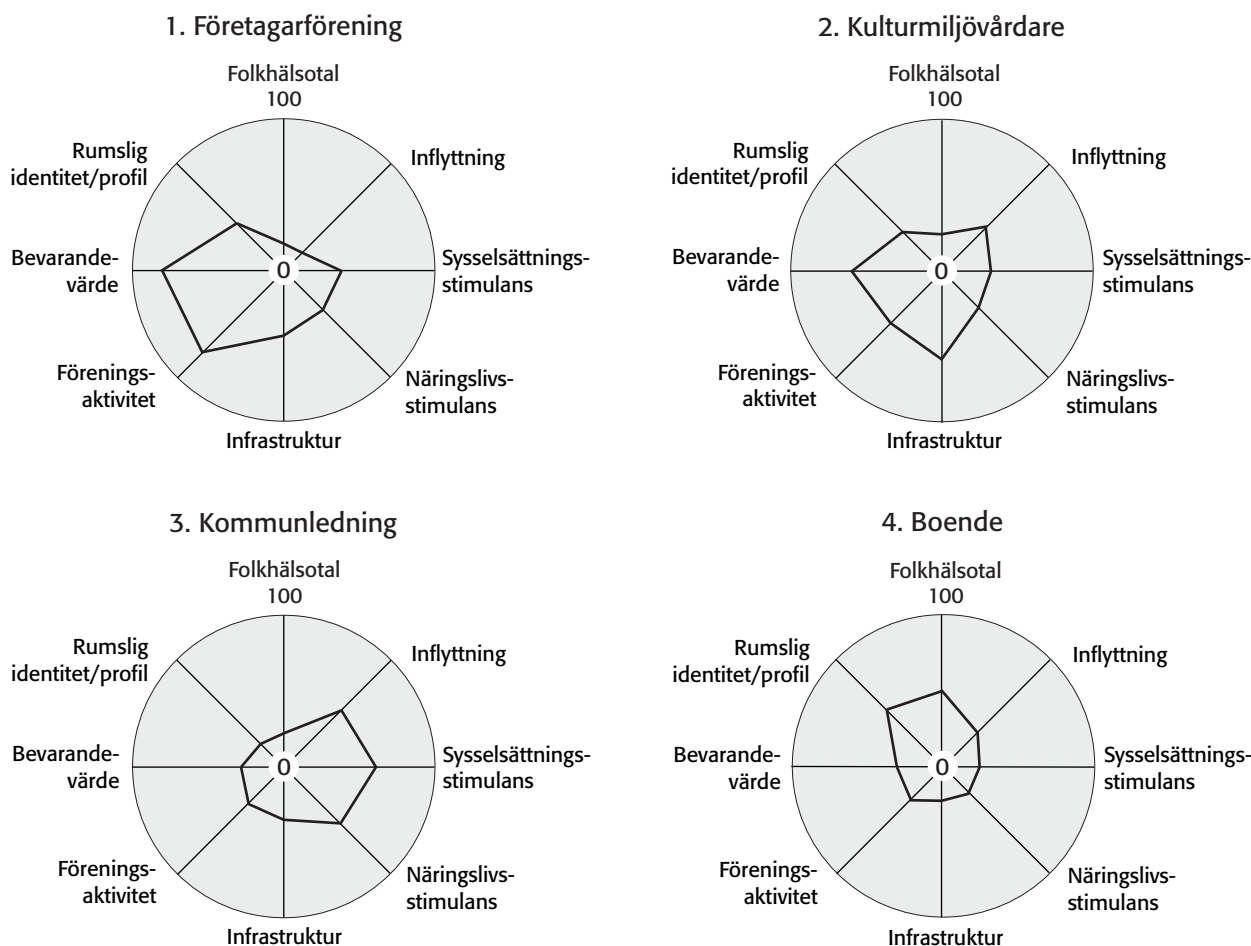 1. Företagarförening
Folkhälsotal
100
Rumslig
identitet/profil
Inflyttning
Bevarande-
värde
0
Sysselsättnings-
stimulans
Förenings-
aktivitet
Näringslivs-
stimulans
Infrastruktur
2. Kulturmiljövårdare
Folkhälsotal
100
Rumslig
identitet/profil
Inflyttning
Bevarande-
värde
0
Sysselsättnings-
stimulans
Förenings-
aktivitet
Näringslivs-
stimulans
Infrastruktur
3. Kommunledning
Folkhälsotal
100
Rumslig
identitet/profil
Inflyttning
Bevarande-
värde
0
Sysselsättnings-
stimulans
Förenings-
aktivitet
Näringslivs-
stimulans
Infrastruktur
4. Boende
Folkhälsotal
100
Rumslig
identitet/profil
Inflyttning
Bevarande-
värde
0
Sysselsättnings-
stimulans
Förenings-
aktivitet
Näringslivs-
stimulans
Infrastruktur